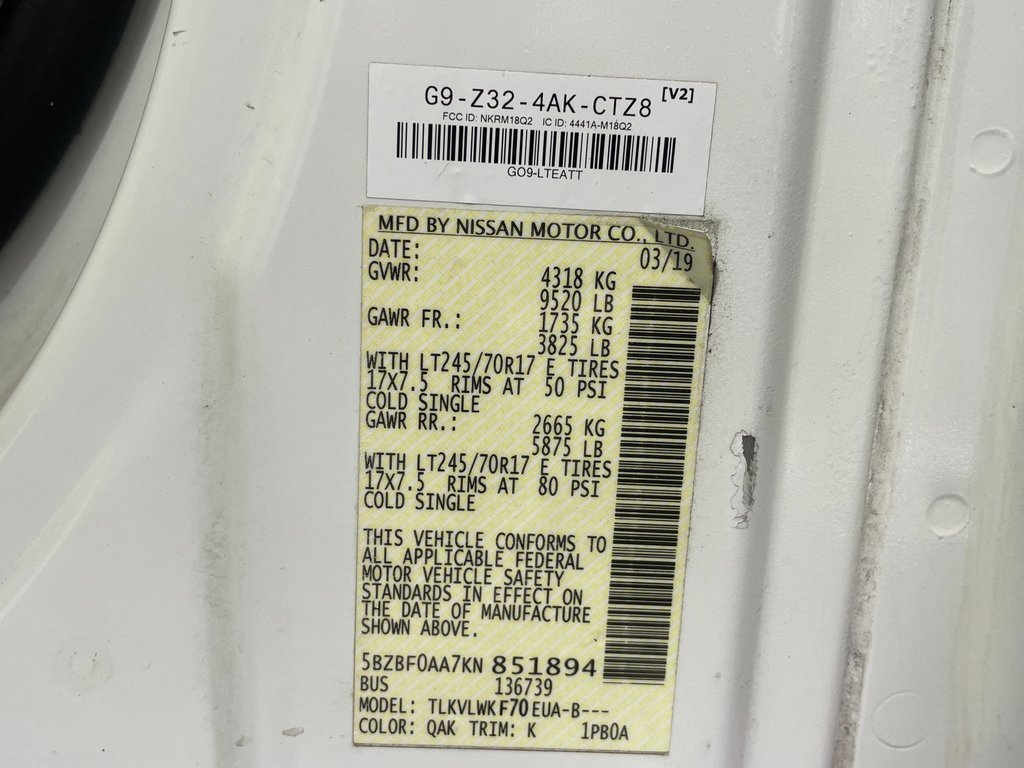 G9-Z32-4AK-CTZ8 [V2]
FCC ID: NKRM18Q2 IC ID: 4441A-M18Q2
GO9-LTEATT
MFD BY NISSAN MOTOR CO., LTD.
DATE: 03/19
GVWR: 4318 KG
9520 LB
GAWR FR.: 1735 KG
3825 LB
WITH LT245/70R17 E TIRES
17X7.5 RIMS AT 50 PSI
COLD SINGLE
GAWR RR.: 2665 KG
5875 LB
WITH LT245/70R17 E TIRES
17X7.5 RIMS AT 80 PSI
COLD SINGLE
THIS VEHICLE CONFORMS TO
ALL APPLICABLE FEDERAL
MOTOR VEHICLE SAFETY
STANDARDS IN EFFECT ON
THE DATE OF MANUFACTURE
SHOWN ABOVE.
5BZBF0AA7KN 851894
BUS 136739
MODEL: TLKVLWKF70EUA-B---
COLOR: QAK TRIM: K 1PB0A